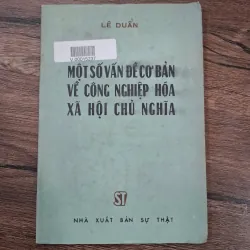 LÊ DUẨN
MỘT SỐ VẤN ĐỀ CƠ BẢN
VỀ CÔNG NGHIỆP HÓA
XÃ HỘI CHỦ NGHĨA
ST
NHÀ XUẤT BẢN SỰ THẬT